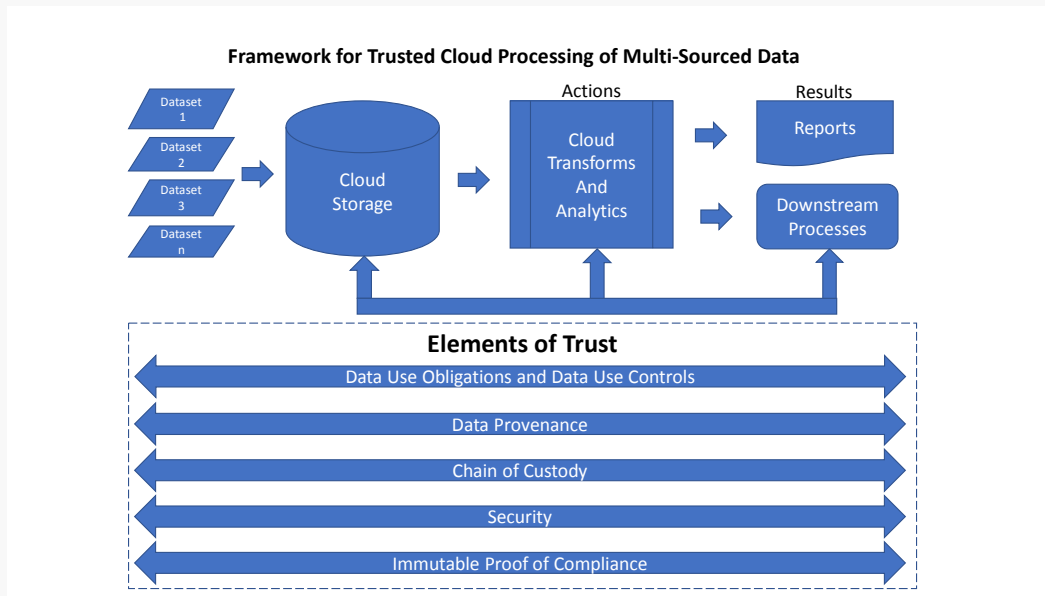 Framework for Trusted Cloud Processing of Multi-Sourced Data
Dataset
1
Dataset
2
Dataset
3
Dataset
n
Cloud
Storage
Actions
Cloud
Transforms
And
Analytics
Results
Reports
Downstream
Processes
Elements of Trust
Data Use Obligations and Data Use Controls
Data Provenance
Chain of Custody
Security
Immutable Proof of Compliance